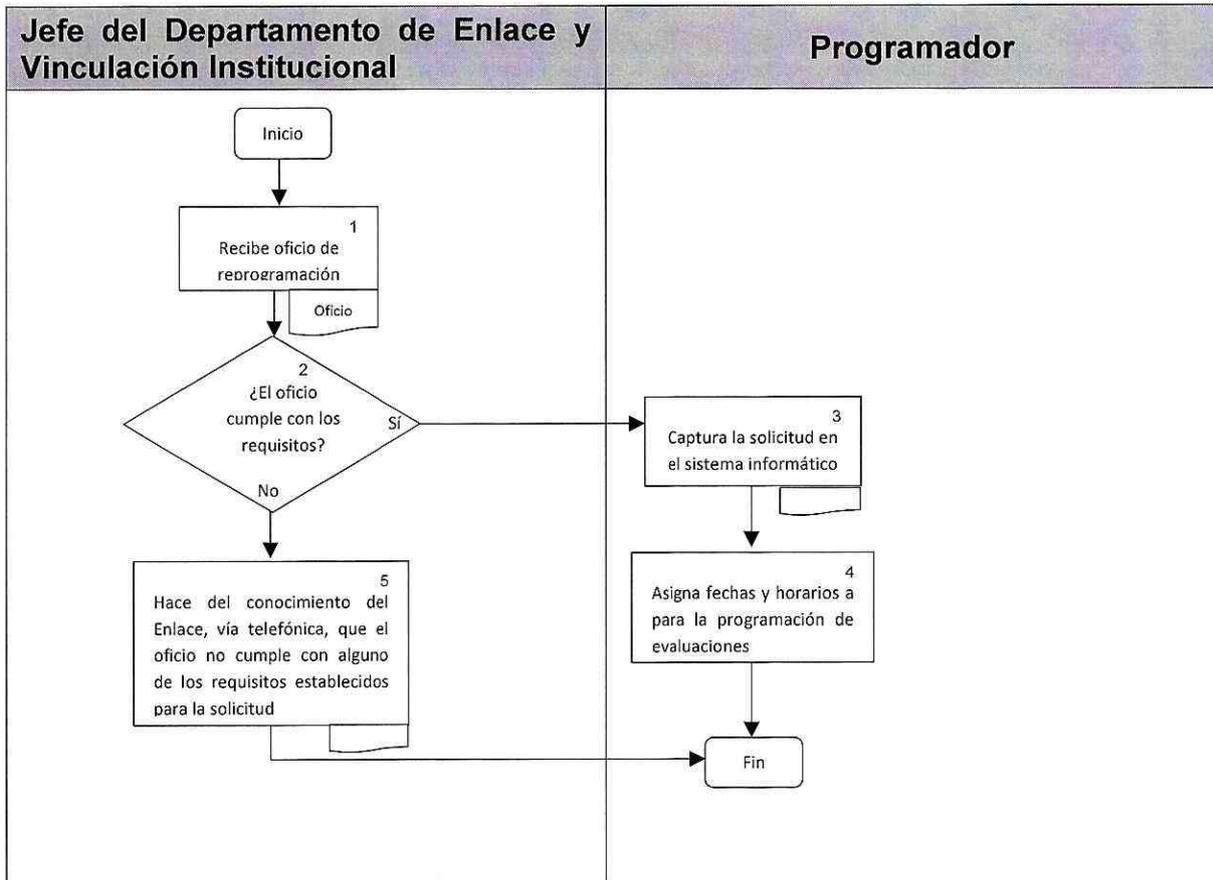 Jefe del Departamento de Enlace y
Vinculación Institucional
Programador
Inicio
1
Recibe oficio de
reprogramación
Oficio
2
¿El oficio
cumple con los
requisitos?
Sí
No
3
Captura la solicitud en
el sistema informático
4
Asigna fechas y horarios a
para la programación de
evaluaciones
5
Hace del conocimiento del
Enlace, vía telefónica, que el
oficio no cumple con alguno
de los requisitos establecidos
para la solicitud
Fin